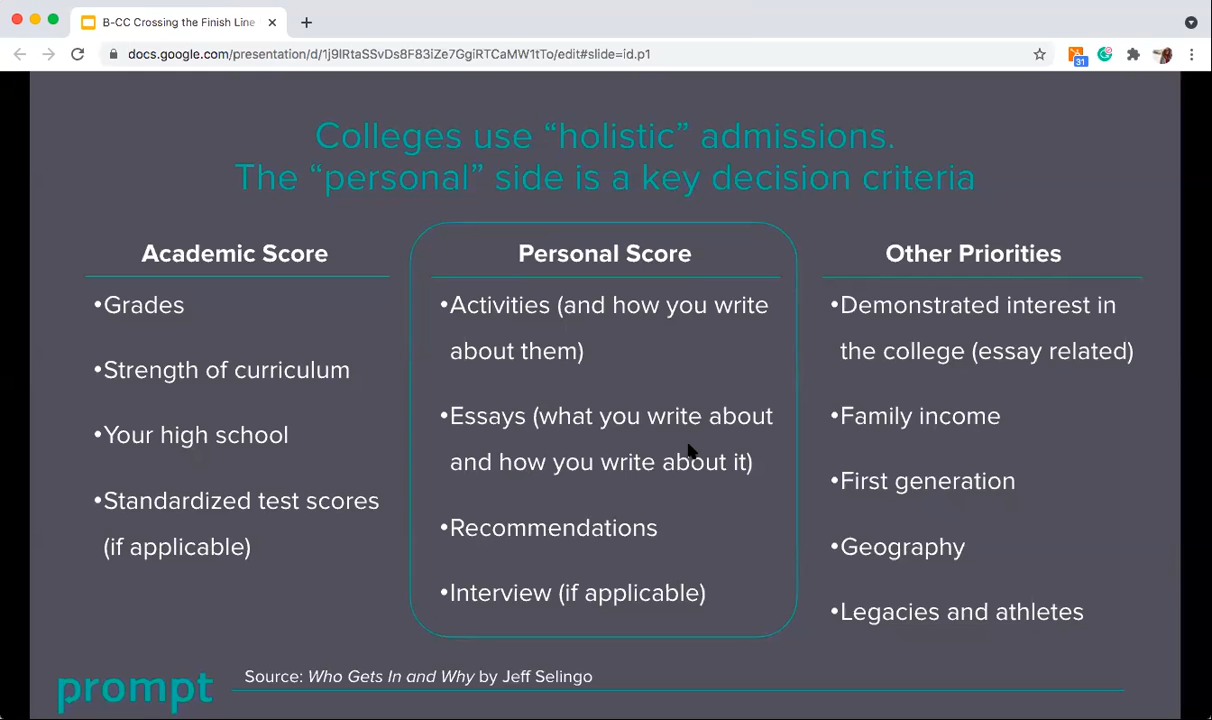 B-CC Crossing the Finish Line
docs.google.com/presentation/d/1j9lRtaSSvDs8F83iZe7GgiRTCaMW1tTo/edit#slide=id.p1
31
Colleges use “holistic” admissions.
The “personal” side is a key decision criteria
Academic Score
•Grades
•Strength of curriculum
•Your high school
•Standardized test scores
(if applicable)
Personal Score
•Activities (and how you write
about them)
•Essays (what you write about
and how you write about it)
•Recommendations
•Interview (if applicable)
Other Priorities
•Demonstrated interest in
the college (essay related)
•Family income
•First generation
•Geography
•Legacies and athletes
prompt
Source: Who Gets In and Why by Jeff Selingo